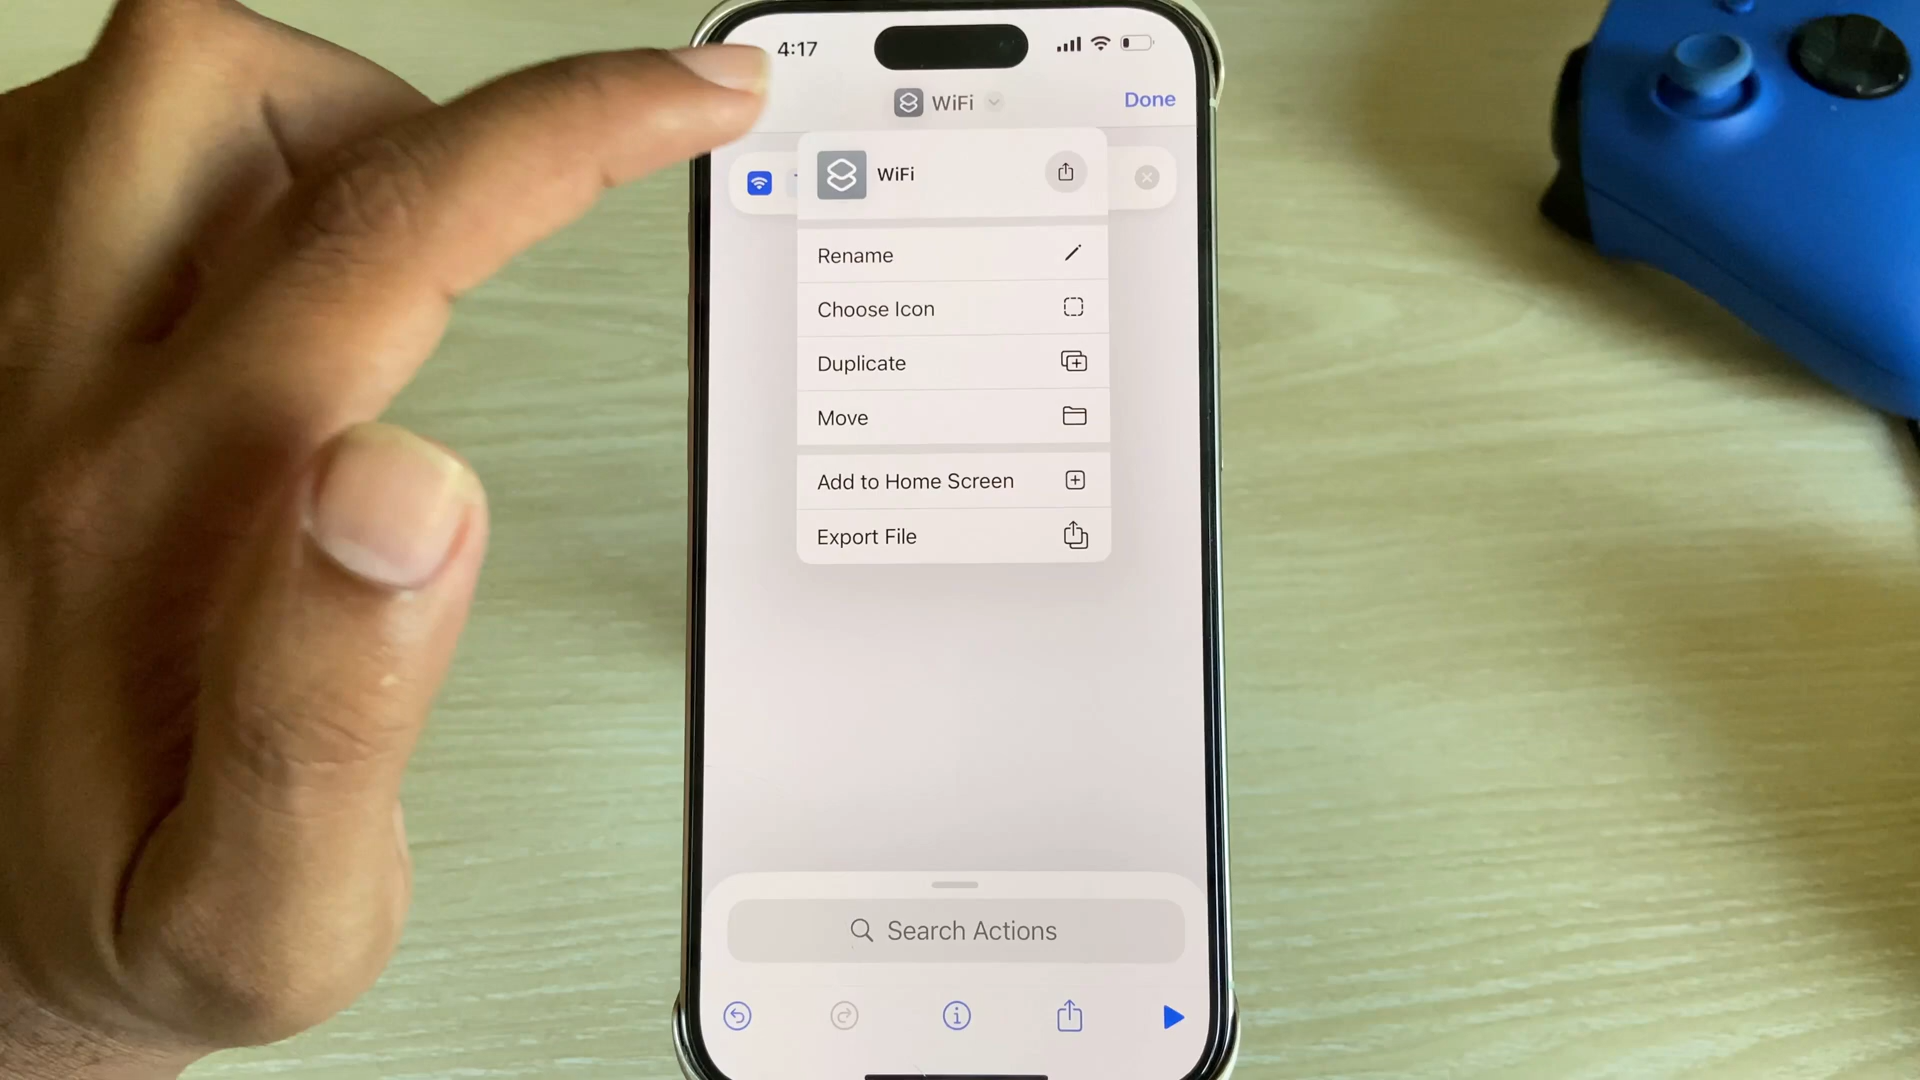 4:17
WiFi
Done
WiFi
Rename
Choose Icon
Duplicate
Move
Add to Home Screen
Export File
Search Actions